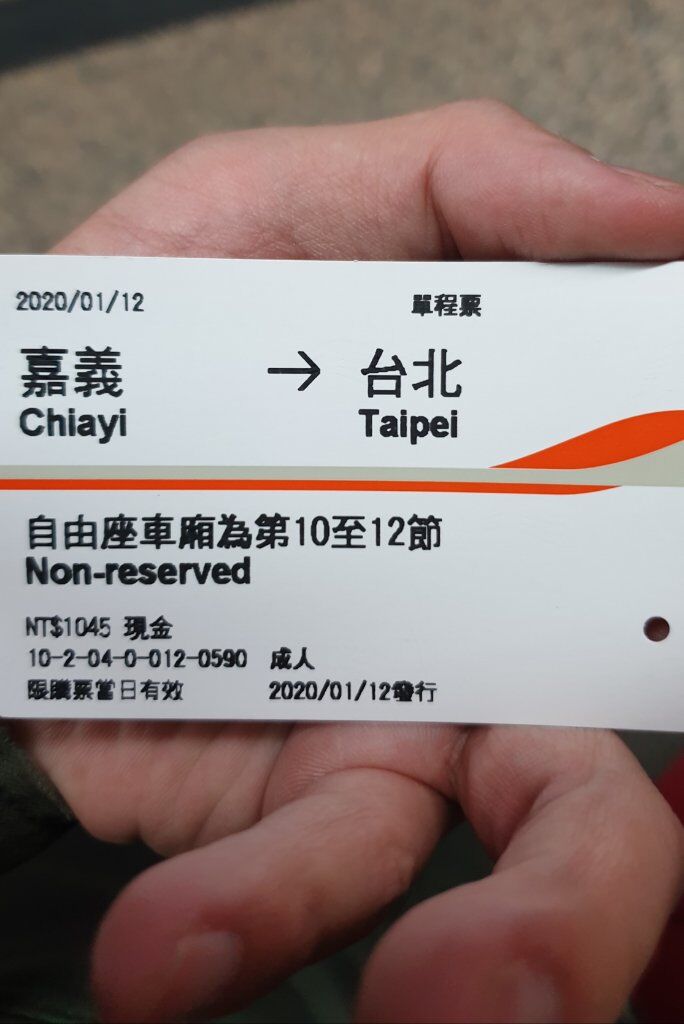 2020/01/12 單程票
嘉義 → 台北
Chiayi Taipei
自由座車廂為第10至12節
Non-reserved
NT$1045 現金
10-2-04-0-012-0590 成人
限購票當日有效 2020/01/12發行